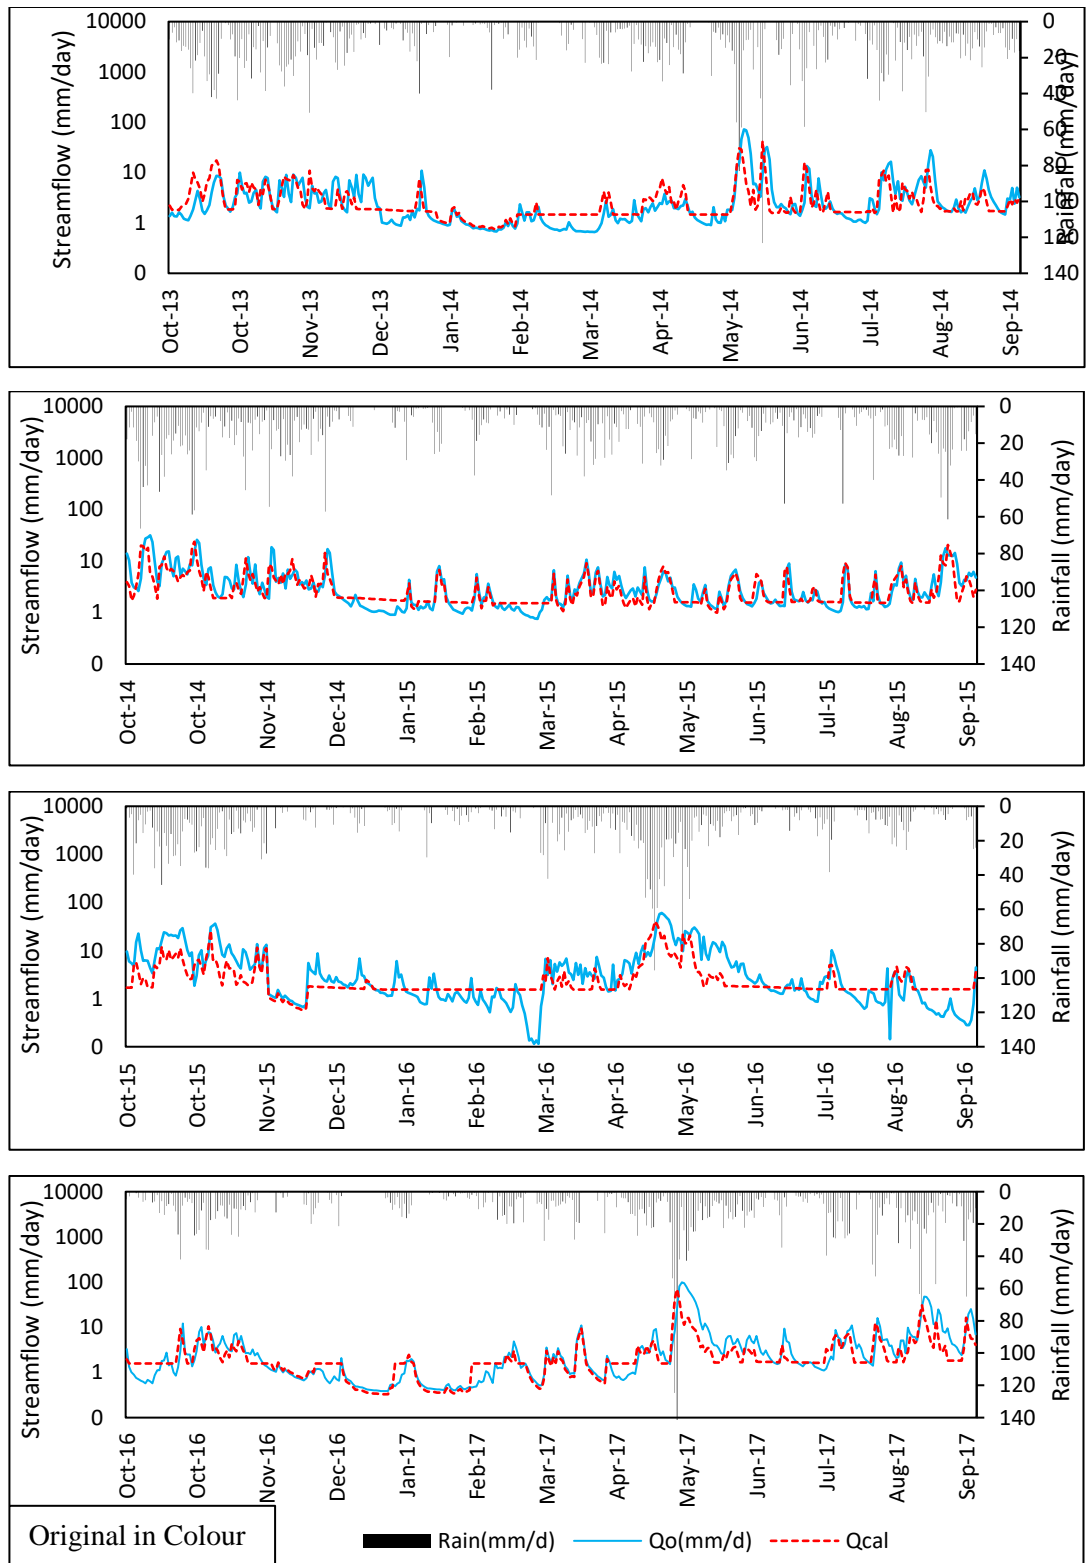 Streamflow (mm/day)
10000
1000
100
10
1
0
Rainfall (mm/day)
0
20
40
60
80
100
120
140
Oct-13
Oct-13
Nov-13
Dec-13
Jan-14
Feb-14
Mar-14
Apr-14
May-14
Jun-14
Jul-14
Aug-14
Sep-14
Streamflow (mm/day)
10000
1000
100
10
1
0
Rainfall (mm/day)
0
20
40
60
80
100
120
140
Oct-14
Oct-14
Nov-14
Dec-14
Jan-15
Feb-15
Mar-15
Apr-15
May-15
Jun-15
Jul-15
Aug-15
Sep-15
Streamflow (mm/day)
10000
1000
100
10
1
0
Rainfall (mm/day)
0
20
40
60
80
100
120
140
Oct-15
Oct-15
Nov-15
Dec-15
Jan-16
Feb-16
Mar-16
Apr-16
May-16
Jun-16
Jul-16
Aug-16
Sep-16
Streamflow (mm/day)
10000
1000
100
10
1
0
Rainfall (mm/day)
0
20
40
60
80
100
120
140
Oct-16
Oct-16
Nov-16
Dec-16
Jan-17
Feb-17
Mar-17
Apr-17
May-17
Jun-17
Jul-17
Aug-17
Sep-17
Original in Colour
Rain(mm/d)
Qo(mm/d)
Qcal